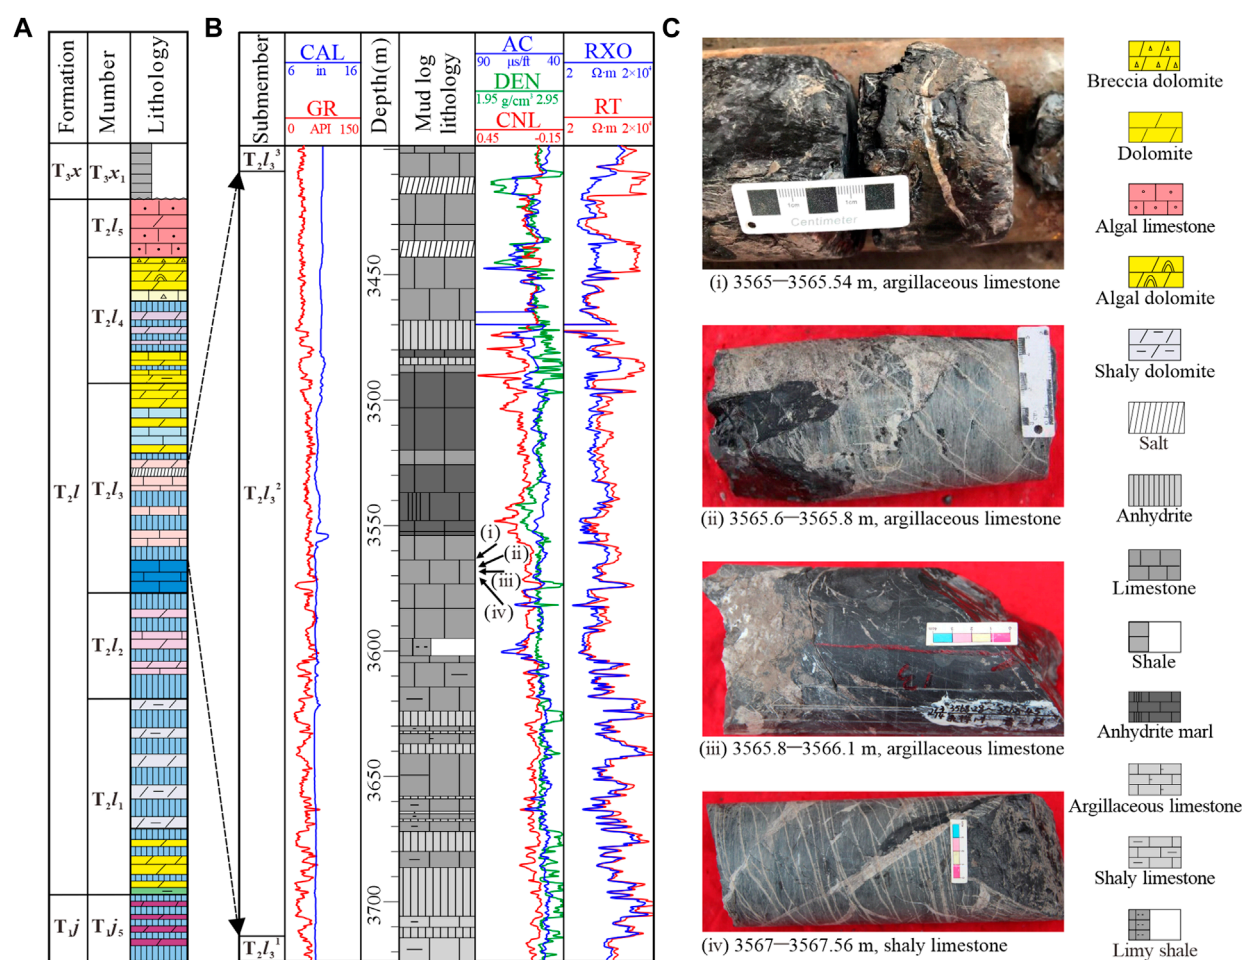 A
Formation
Mumber
Lithology
T₃x
T₃x₁
T₂l₅
T₂l₄
T₂l
T₂l₃
T₂l₂
T₂l₁
T₁j
T₁j₅
B
Submember
CAL
6 in 16
GR
0 API 150
Depth(m)
Mud log
lithology
AC
90 μs/ft 40
DEN
1.95 g/cm³ 2.95
CNL
0.45 -0.15
RXO
2 Ω·m 2×10⁴
RT
2 Ω·m 2×10⁴
T₂l₃³
T₂l₃²
T₂l₃¹
3450
3500
3550
3600
3650
3700
(i)
(ii)
(iii)
(iv)
C
1cm 1cm
Centimeter
(i) 3565—3565.54 m, argillaceous limestone
(ii) 3565.6—3565.8 m, argillaceous limestone
(iii) 3565.8—3566.1 m, argillaceous limestone
(iv) 3567—3567.56 m, shaly limestone
Breccia dolomite
Dolomite
Algal limestone
Algal dolomite
Shaly dolomite
Salt
Anhydrite
Limestone
Shale
Anhydrite marl
Argillaceous limestone
Shaly limestone
Limy shale